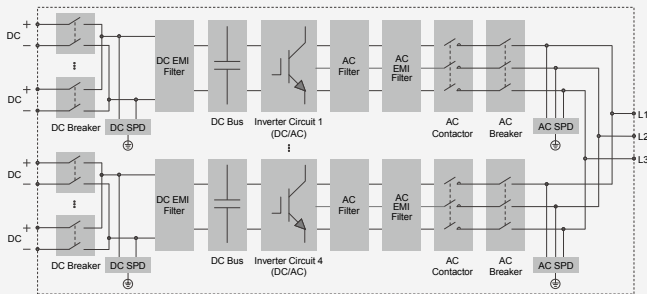 +
DC
−
⋮
+
DC
−
DC Breaker
DC SPD
DC EMI
Filter
DC Bus
Inverter Circuit 1
(DC/AC)
⋮
AC
Filter
AC
EMI
Filter
AC
Contactor
AC
Breaker
AC SPD
L1
L2
L3
+
DC
−
⋮
+
DC
−
DC Breaker
DC SPD
DC EMI
Filter
DC Bus
Inverter Circuit 4
(DC/AC)
AC
Filter
AC
EMI
Filter
AC
Contactor
AC
Breaker
AC SPD